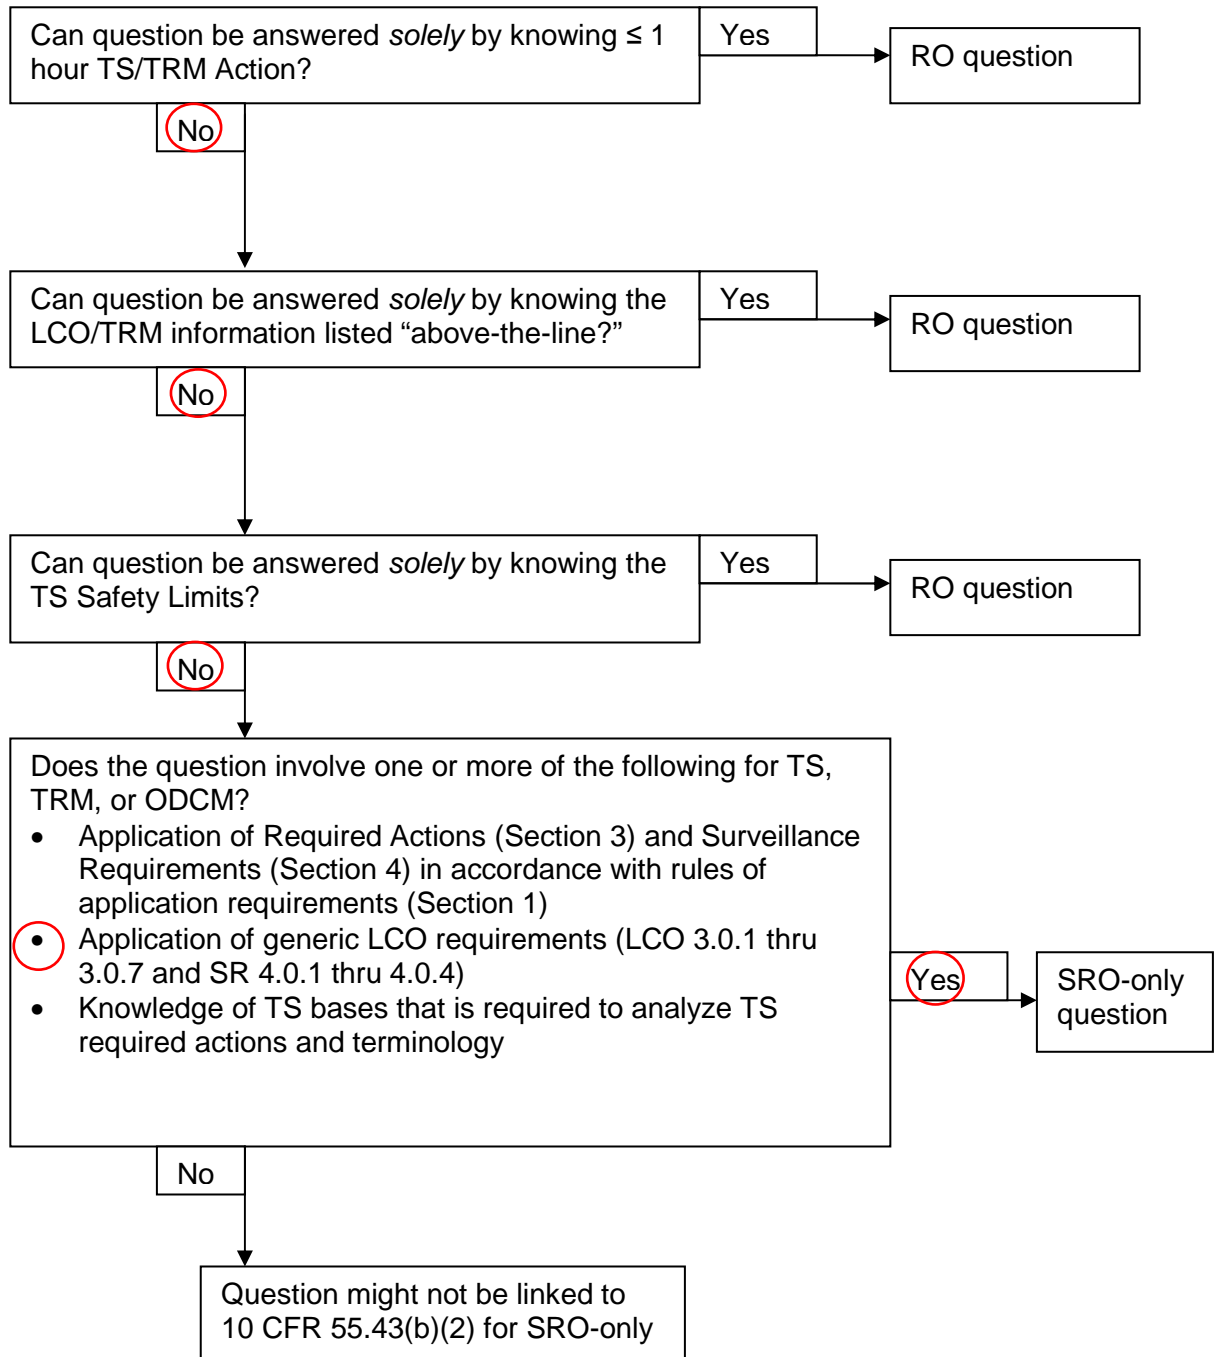 Can question be answered solely by knowing ≤ 1
hour TS/TRM Action?
Yes
RO question
No
Can question be answered solely by knowing the
LCO/TRM information listed “above-the-line?”
Yes
RO question
No
Can question be answered solely by knowing the
TS Safety Limits?
Yes
RO question
No
Does the question involve one or more of the following for TS,
TRM, or ODCM?
• Application of Required Actions (Section 3) and Surveillance
Requirements (Section 4) in accordance with rules of
application requirements (Section 1)
• Application of generic LCO requirements (LCO 3.0.1 thru
3.0.7 and SR 4.0.1 thru 4.0.4)
• Knowledge of TS bases that is required to analyze TS
required actions and terminology
Yes
SRO-only
question
No
Question might not be linked to
10 CFR 55.43(b)(2) for SRO-only